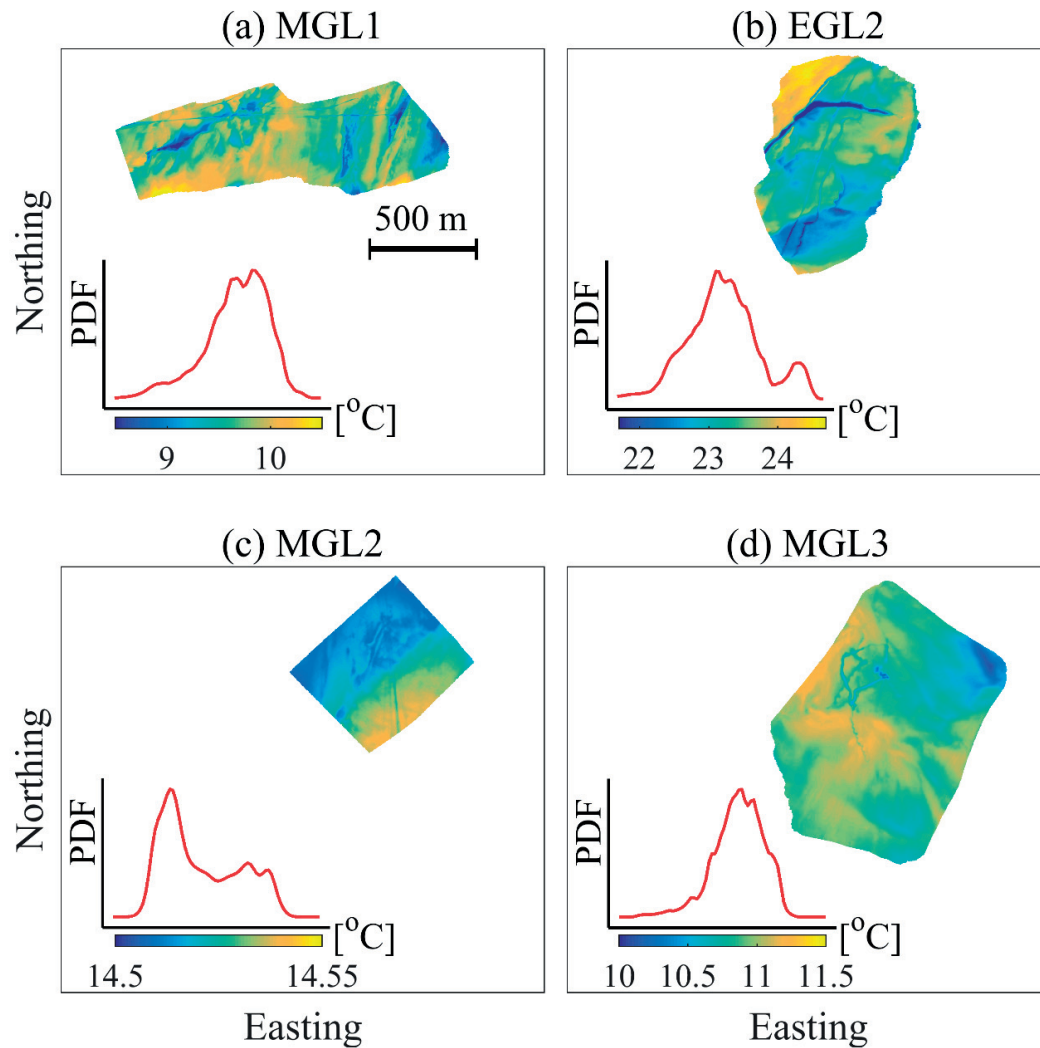 (a) MGL1
(b) EGL2
Northing
500 m
PDF
[°C]
9
10
PDF
[°C]
22
23
24
(c) MGL2
(d) MGL3
Northing
PDF
[°C]
14.5
14.55
PDF
[°C]
10
10.5
11
11.5
Easting
Easting